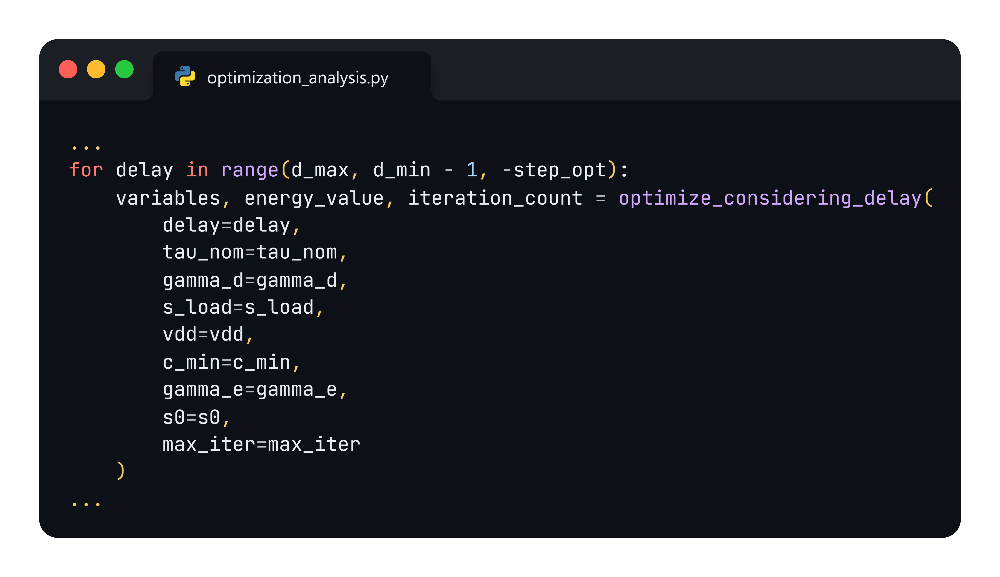 optimization_analysis.py
...
for delay in range(d_max, d_min - 1, -step_opt):
    variables, energy_value, iteration_count = optimize_considering_delay(
        delay=delay,
        tau_nom=tau_nom,
        gamma_d=gamma_d,
        s_load=s_load,
        vdd=vdd,
        c_min=c_min,
        gamma_e=gamma_e,
        s0=s0,
        max_iter=max_iter
    )
...